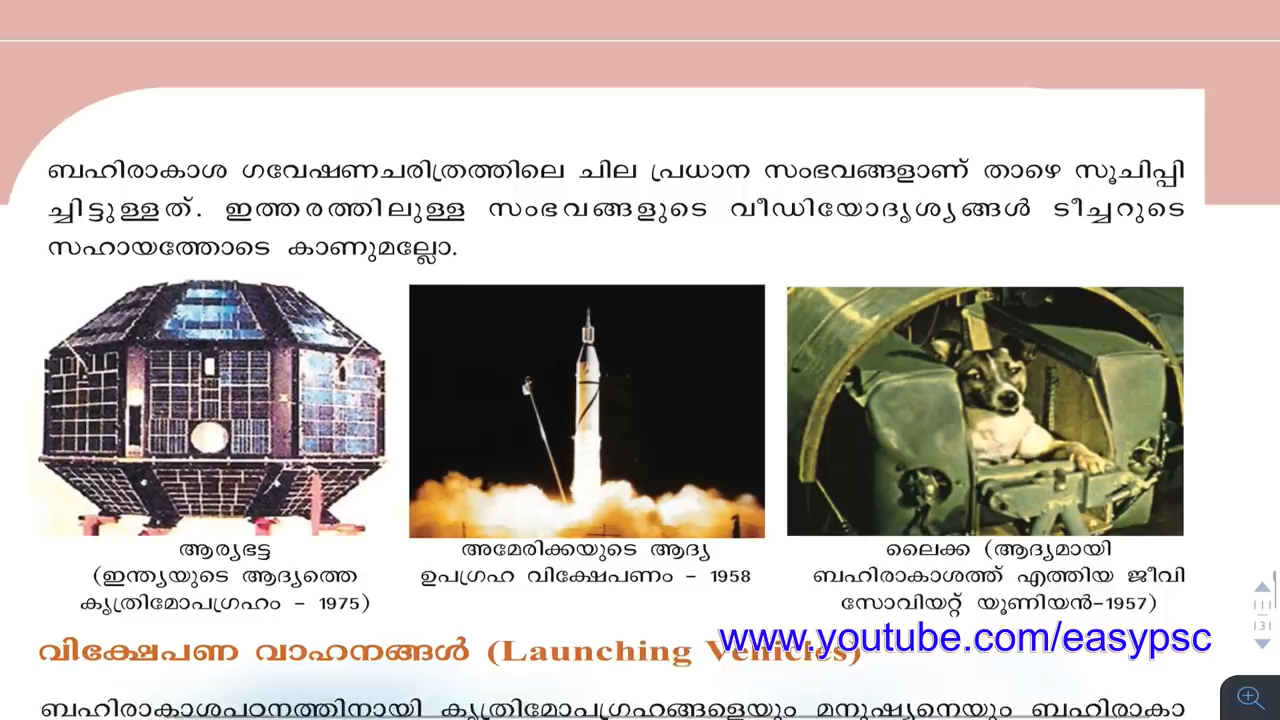 ബഹിരാകാശ ഗവേഷണചരിത്രത്തിലെ ചില പ്രധാന സംഭവങ്ങളാണ് താഴെ സൂചിപ്പി
ച്ചിട്ടുള്ളത്. ഇത്തരത്തിലുള്ള സംഭവങ്ങളുടെ വീഡിയോദൃശ്യങ്ങൾ ടീച്ചറുടെ
സഹായത്തോടെ കാണുമല്ലോ.
ആര്യഭട്ട
(ഇന്ത്യയുടെ ആദ്യത്തെ
കൃത്രിമോപഗ്രഹം - 1975)
അമേരിക്കയുടെ ആദ്യ
ഉപഗ്രഹ വിക്ഷേപണം - 1958
ലൈക്ക (ആദ്യമായി
ബഹിരാകാശത്ത് എത്തിയ ജീവി
സോവിയറ്റ് യൂണിയൻ-1957)
വിക്ഷേപണ വാഹനങ്ങൾ (Launching Vehicles)
www.youtube.com/easypsc
ബഹിരാകാശപഠനത്തിനായി കൃത്രിമോപഗ്രഹങ്ങളെയും മനുഷ്യനെയും ബഹിരാകാ
131